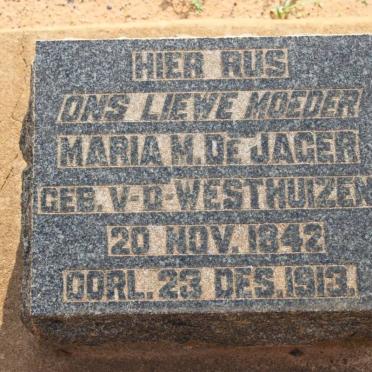 HIER RUS
ONS LIEWE MOEDER
MARIA M. De JAGER
GEB. V-D-WESTHUIZEN
20 NOV. 1842
OORL. 23 DES. 1913.